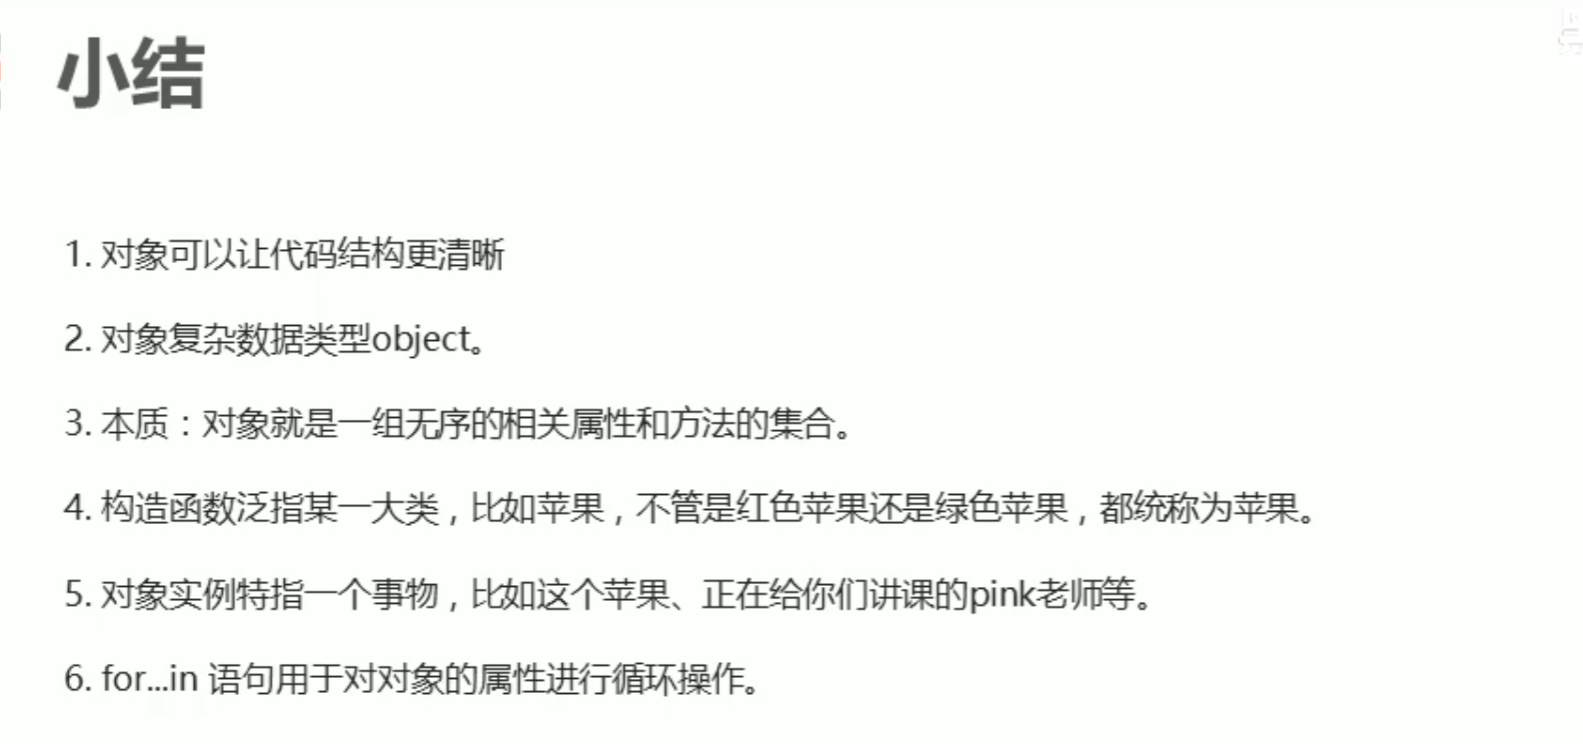 小结
1. 对象可以让代码结构更清晰
2. 对象复杂数据类型object。
3. 本质：对象就是一组无序的相关属性和方法的集合。
4. 构造函数泛指某一大类，比如苹果，不管是红色苹果还是绿色苹果，都统称为苹果。
5. 对象实例特指一个事物，比如这个苹果、正在给你们讲课的pink老师等。
6. for...in 语句用于对对象的属性进行循环操作。